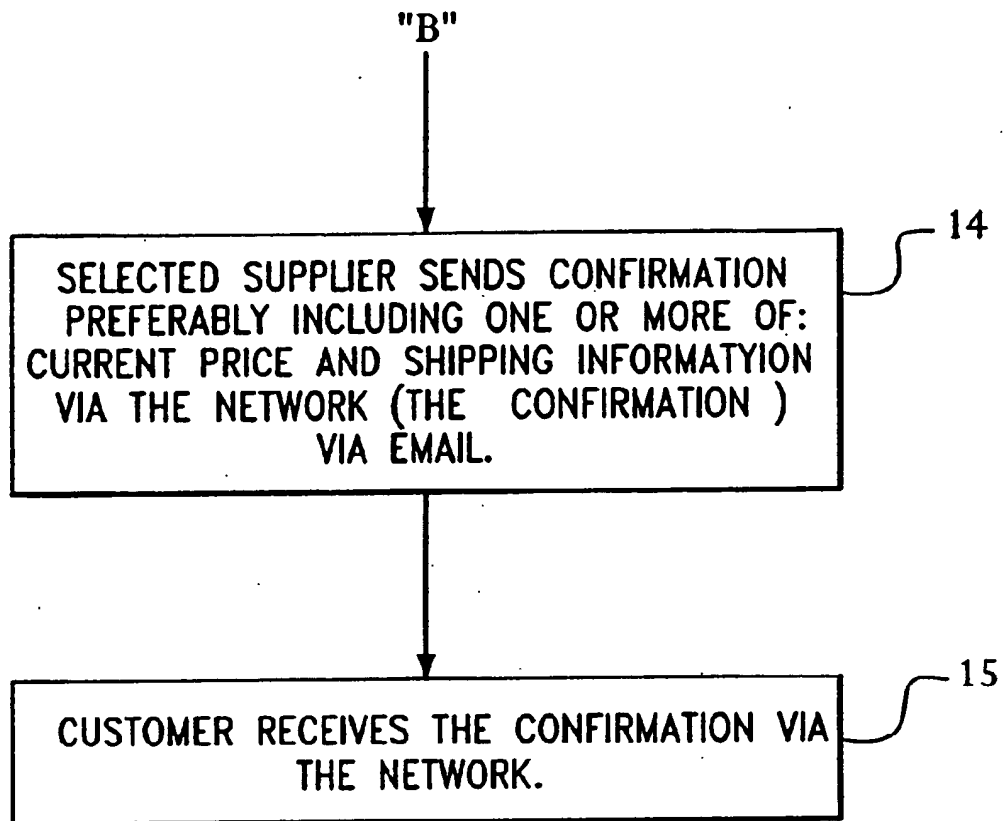 "B"
14
SELECTED SUPPLIER SENDS CONFIRMATION
PREFERABLY INCLUDING ONE OR MORE OF:
CURRENT PRICE AND SHIPPING INFORMATYION
VIA THE NETWORK (THE CONFIRMATION )
VIA EMAIL.
15
CUSTOMER RECEIVES THE CONFIRMATION VIA
THE NETWORK.